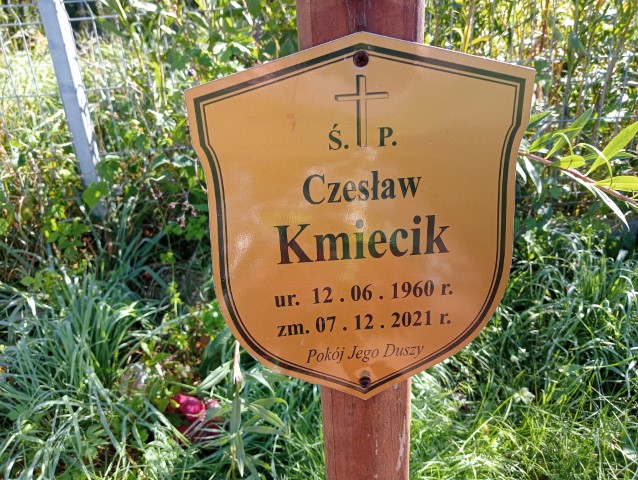 Ś. P.
Czesław
Kmiecik
ur. 12.06.1960 r.
zm. 07.12.2021 r.
Pokój Jego Duszy